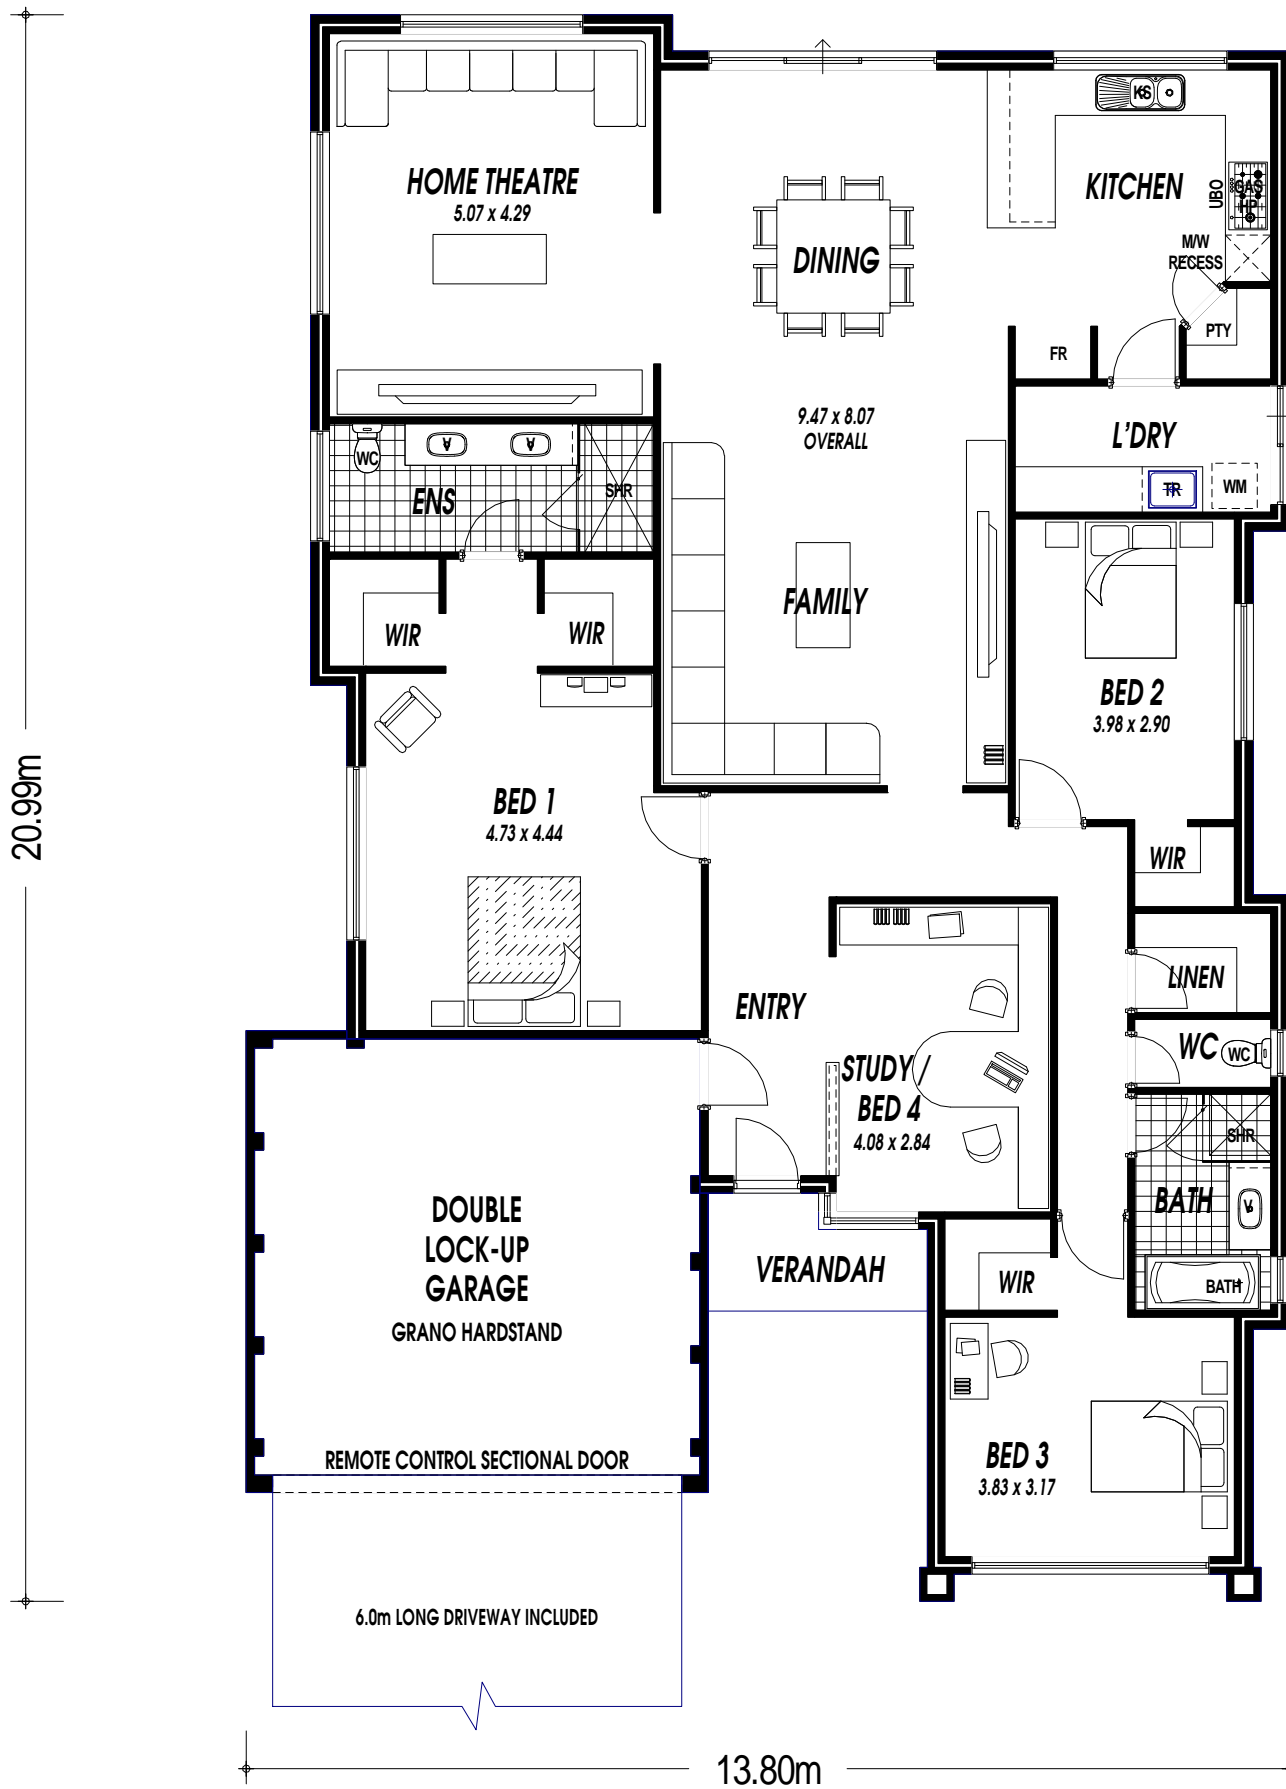 KS
HOME THEATRE
5.07 x 4.29
KITCHEN
UBO
GAS
HP
DINING
M/W
RECESS
PTY
FR
9.47 x 8.07
OVERALL
L'DRY
WC
ENS
SHR
TR
WM
FAMILY
WIR
WIR
BED 2
3.98 x 2.90
20.99m
BED 1
4.73 x 4.44
WIR
LINEN
ENTRY
WC
WC
STUDY /
BED 4
4.08 x 2.84
SHR
BATH
DOUBLE
LOCK-UP
GARAGE
GRANO HARDSTAND
VERANDAH
WIR
BATH
REMOTE CONTROL SECTIONAL DOOR
BED 3
3.83 x 3.17
6.0m LONG DRIVEWAY INCLUDED
13.80m